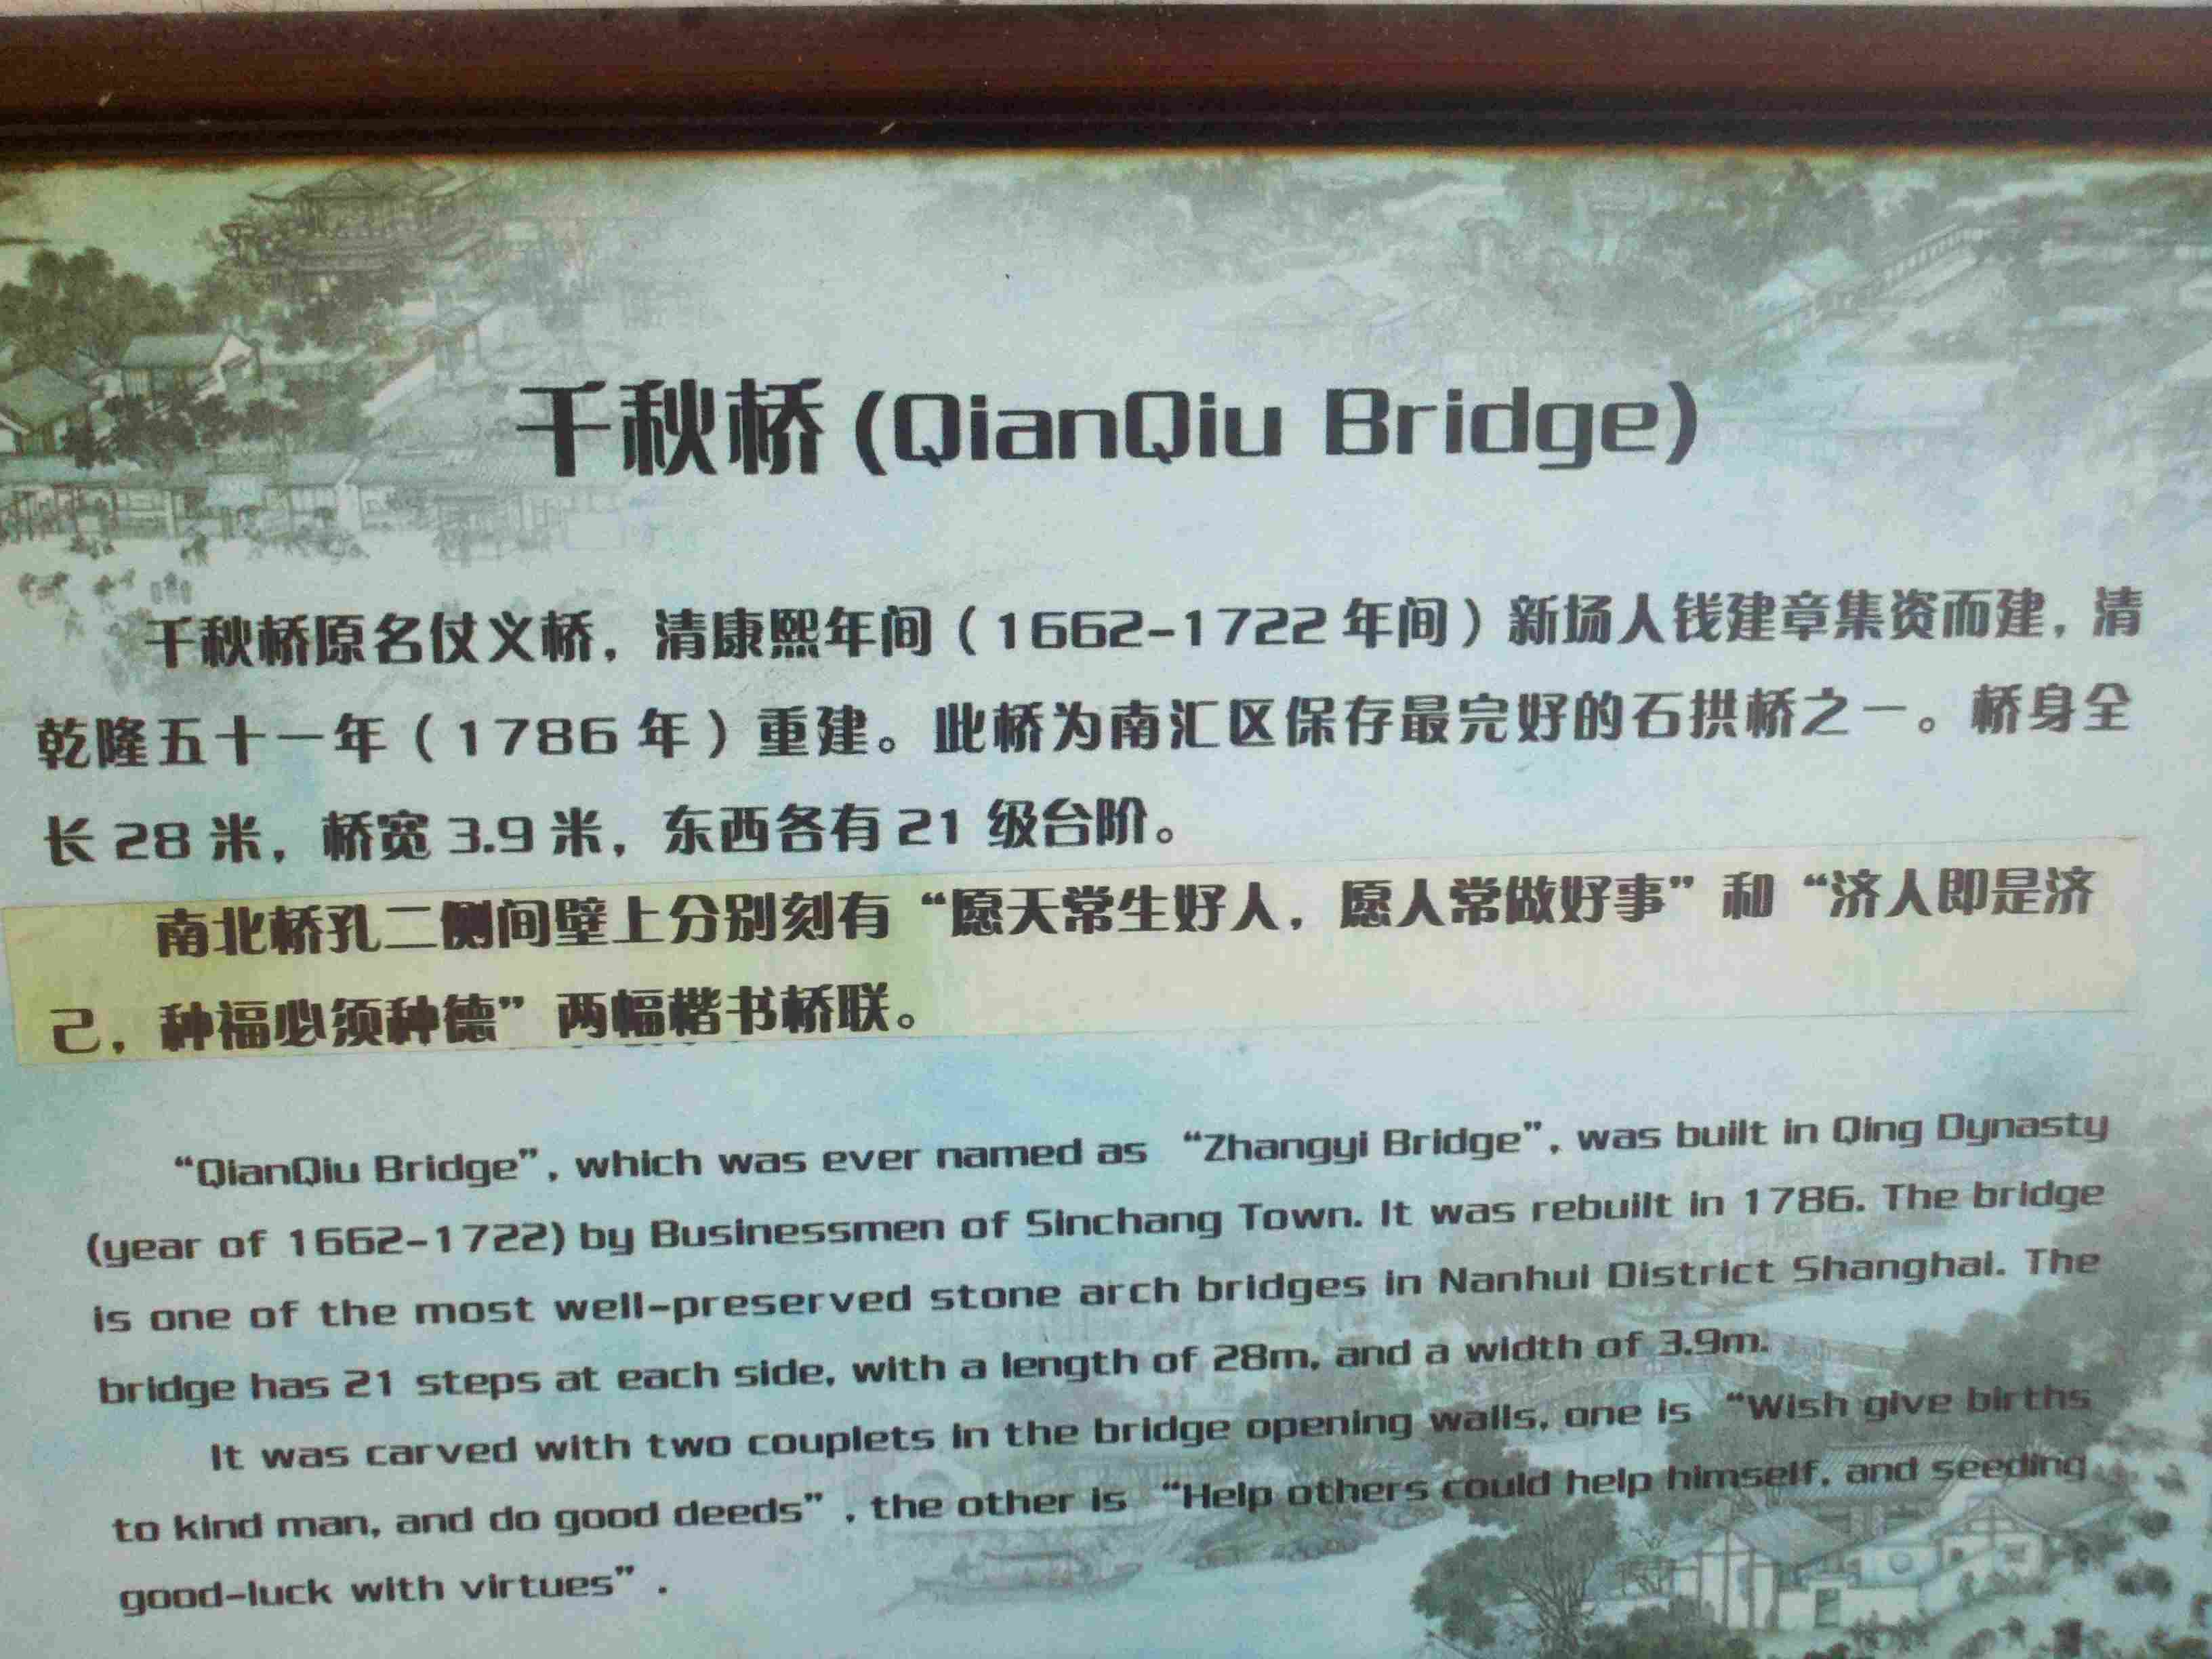 千秋桥(QianQiu Bridge)
千秋桥原名仗义桥，清康熙年间（1662-1722年间）新场人钱建章集资而建，清
乾隆五十一年（1786年）重建。此桥为南汇区保存最完好的石拱桥之一。桥身全
长28米，桥宽3.9米，东西各有21级台阶。
南北桥孔二侧间壁上分别刻有“愿天常生好人，愿人常做好事”和“济人即是济
己，种福必须种德”两幅楷书桥联。
“QianQiu Bridge”, which was ever named as “Zhangyi Bridge”, was built in Qing Dynasty
(year of 1662-1722) by Businessmen of Sinchang Town. It was rebuilt in 1786. The bridge
is one of the most well-preserved stone arch bridges in Nanhui District Shanghai. The
bridge has 21 steps at each side, with a length of 28m, and a width of 3.9m.
It was carved with two couplets in the bridge opening walls, one is “Wish give births
to kind man, and do good deeds”, the other is “Help others could help himself, and seeding
good-luck with virtues”.